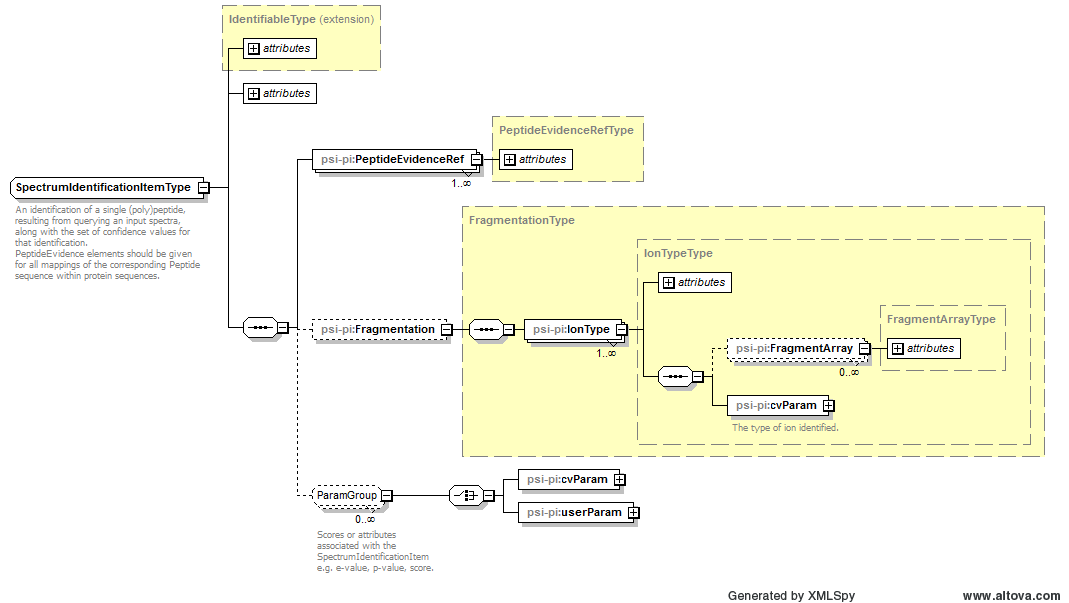 IdentifiableType (extension)
attributes
attributes
PeptideEvidenceRefType
psi-pi:PeptideEvidenceRef
attributes
1..∞
SpectrumIdentificationItemType
An identification of a single (poly)peptide,
resulting from querying an input spectra,
along with the set of confidence values for
that identification.
PeptideEvidence elements should be given
for all mappings of the corresponding Peptide
sequence within protein sequences.
FragmentationType
IonTypeType
attributes
psi-pi:Fragmentation
psi-pi:IonType
1..∞
FragmentArrayType
psi-pi:FragmentArray
attributes
0..∞
psi-pi:cvParam
The type of ion identified.
ParamGroup
0..∞
Scores or attributes
associated with the
SpectrumIdentificationItem
e.g. e-value, p-value, score.
psi-pi:cvParam
psi-pi:userParam
Generated by XMLSpy
www.altova.com